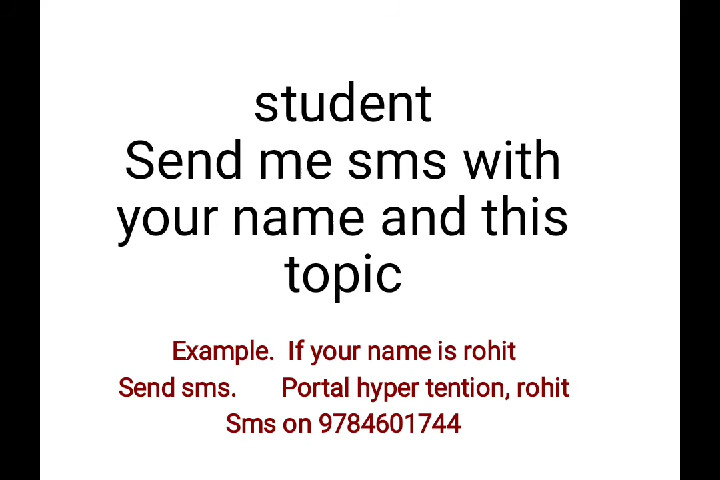 student
Send me sms with
your name and this
topic
Example. If your name is rohit
Send sms. Portal hyper tention, rohit
Sms on 9784601744